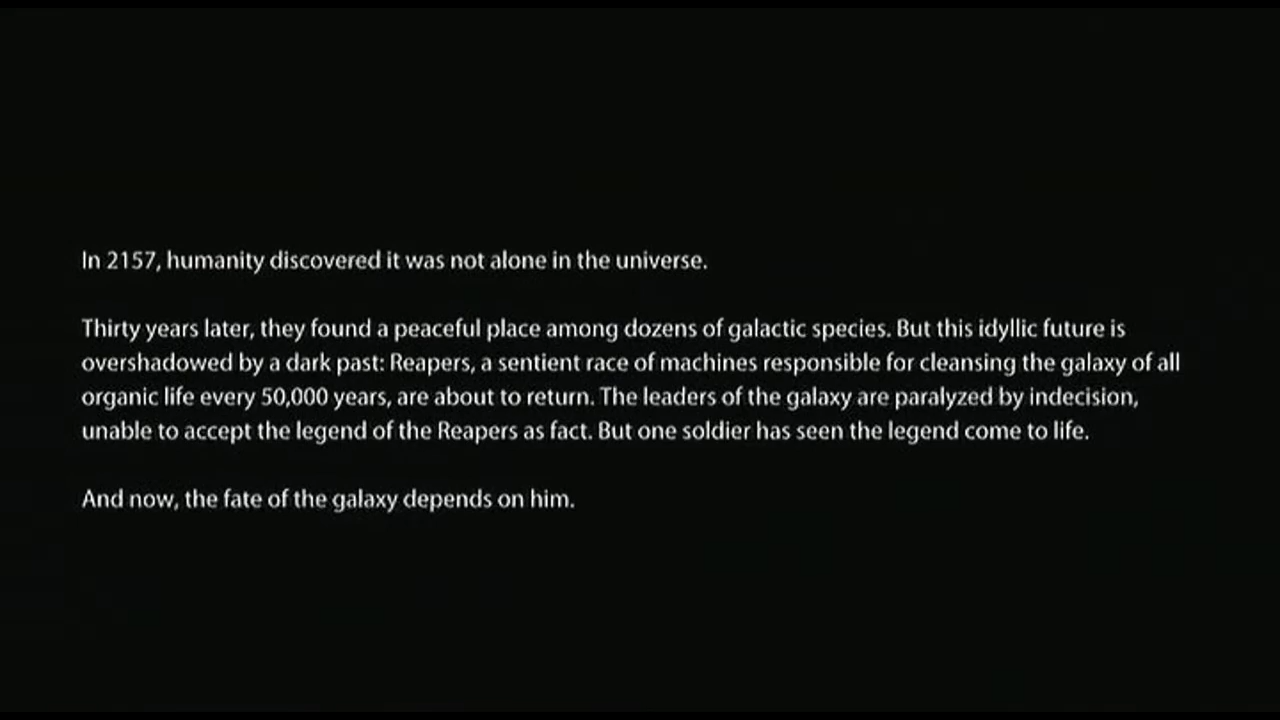 In 2157, humanity discovered it was not alone in the universe.
Thirty years later, they found a peaceful place among dozens of galactic species. But this idyllic future is
overshadowed by a dark past: Reapers, a sentient race of machines responsible for cleansing the galaxy of all
organic life every 50,000 years, are about to return. The leaders of the galaxy are paralyzed by indecision,
unable to accept the legend of the Reapers as fact. But one soldier has seen the legend come to life.
And now, the fate of the galaxy depends on him.